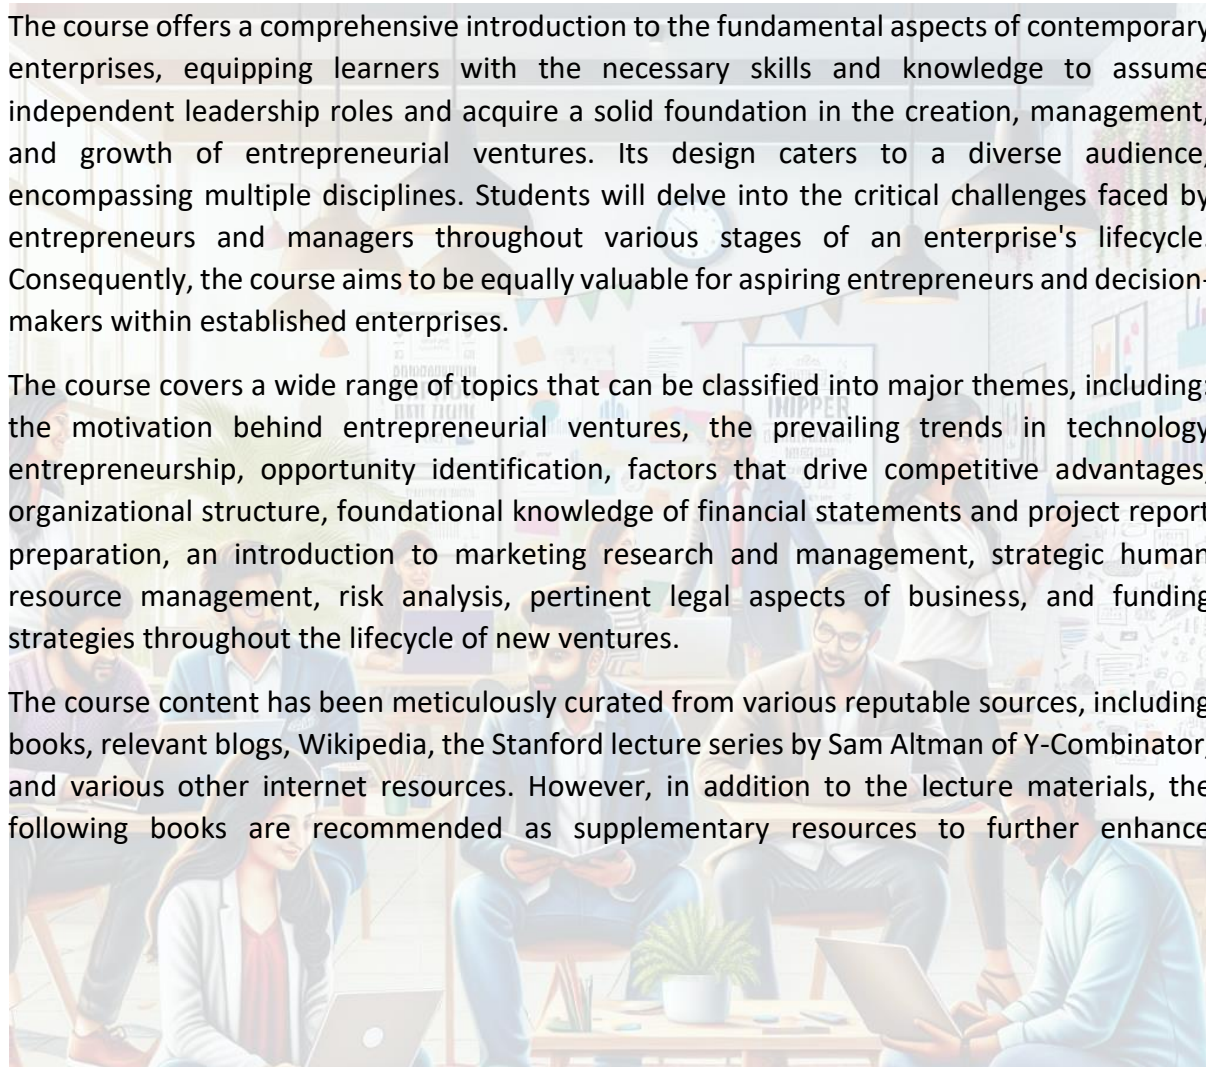 The course offers a comprehensive introduction to the fundamental aspects of contemporary
enterprises, equipping learners with the necessary skills and knowledge to assume
independent leadership roles and acquire a solid foundation in the creation, management,
and growth of entrepreneurial ventures. Its design caters to a diverse audience,
encompassing multiple disciplines. Students will delve into the critical challenges faced by
entrepreneurs and managers throughout various stages of an enterprise's lifecycle.
Consequently, the course aims to be equally valuable for aspiring entrepreneurs and decision-
makers within established enterprises.
The course covers a wide range of topics that can be classified into major themes, including:
the motivation behind entrepreneurial ventures, the prevailing trends in technology
entrepreneurship, opportunity identification, factors that drive competitive advantages,
organizational structure, foundational knowledge of financial statements and project report
preparation, an introduction to marketing research and management, strategic human
resource management, risk analysis, pertinent legal aspects of business, and funding
strategies throughout the lifecycle of new ventures.
The course content has been meticulously curated from various reputable sources, including
books, relevant blogs, Wikipedia, the Stanford lecture series by Sam Altman of Y-Combinator,
and various other internet resources. However, in addition to the lecture materials, the
following books are recommended as supplementary resources to further enhance